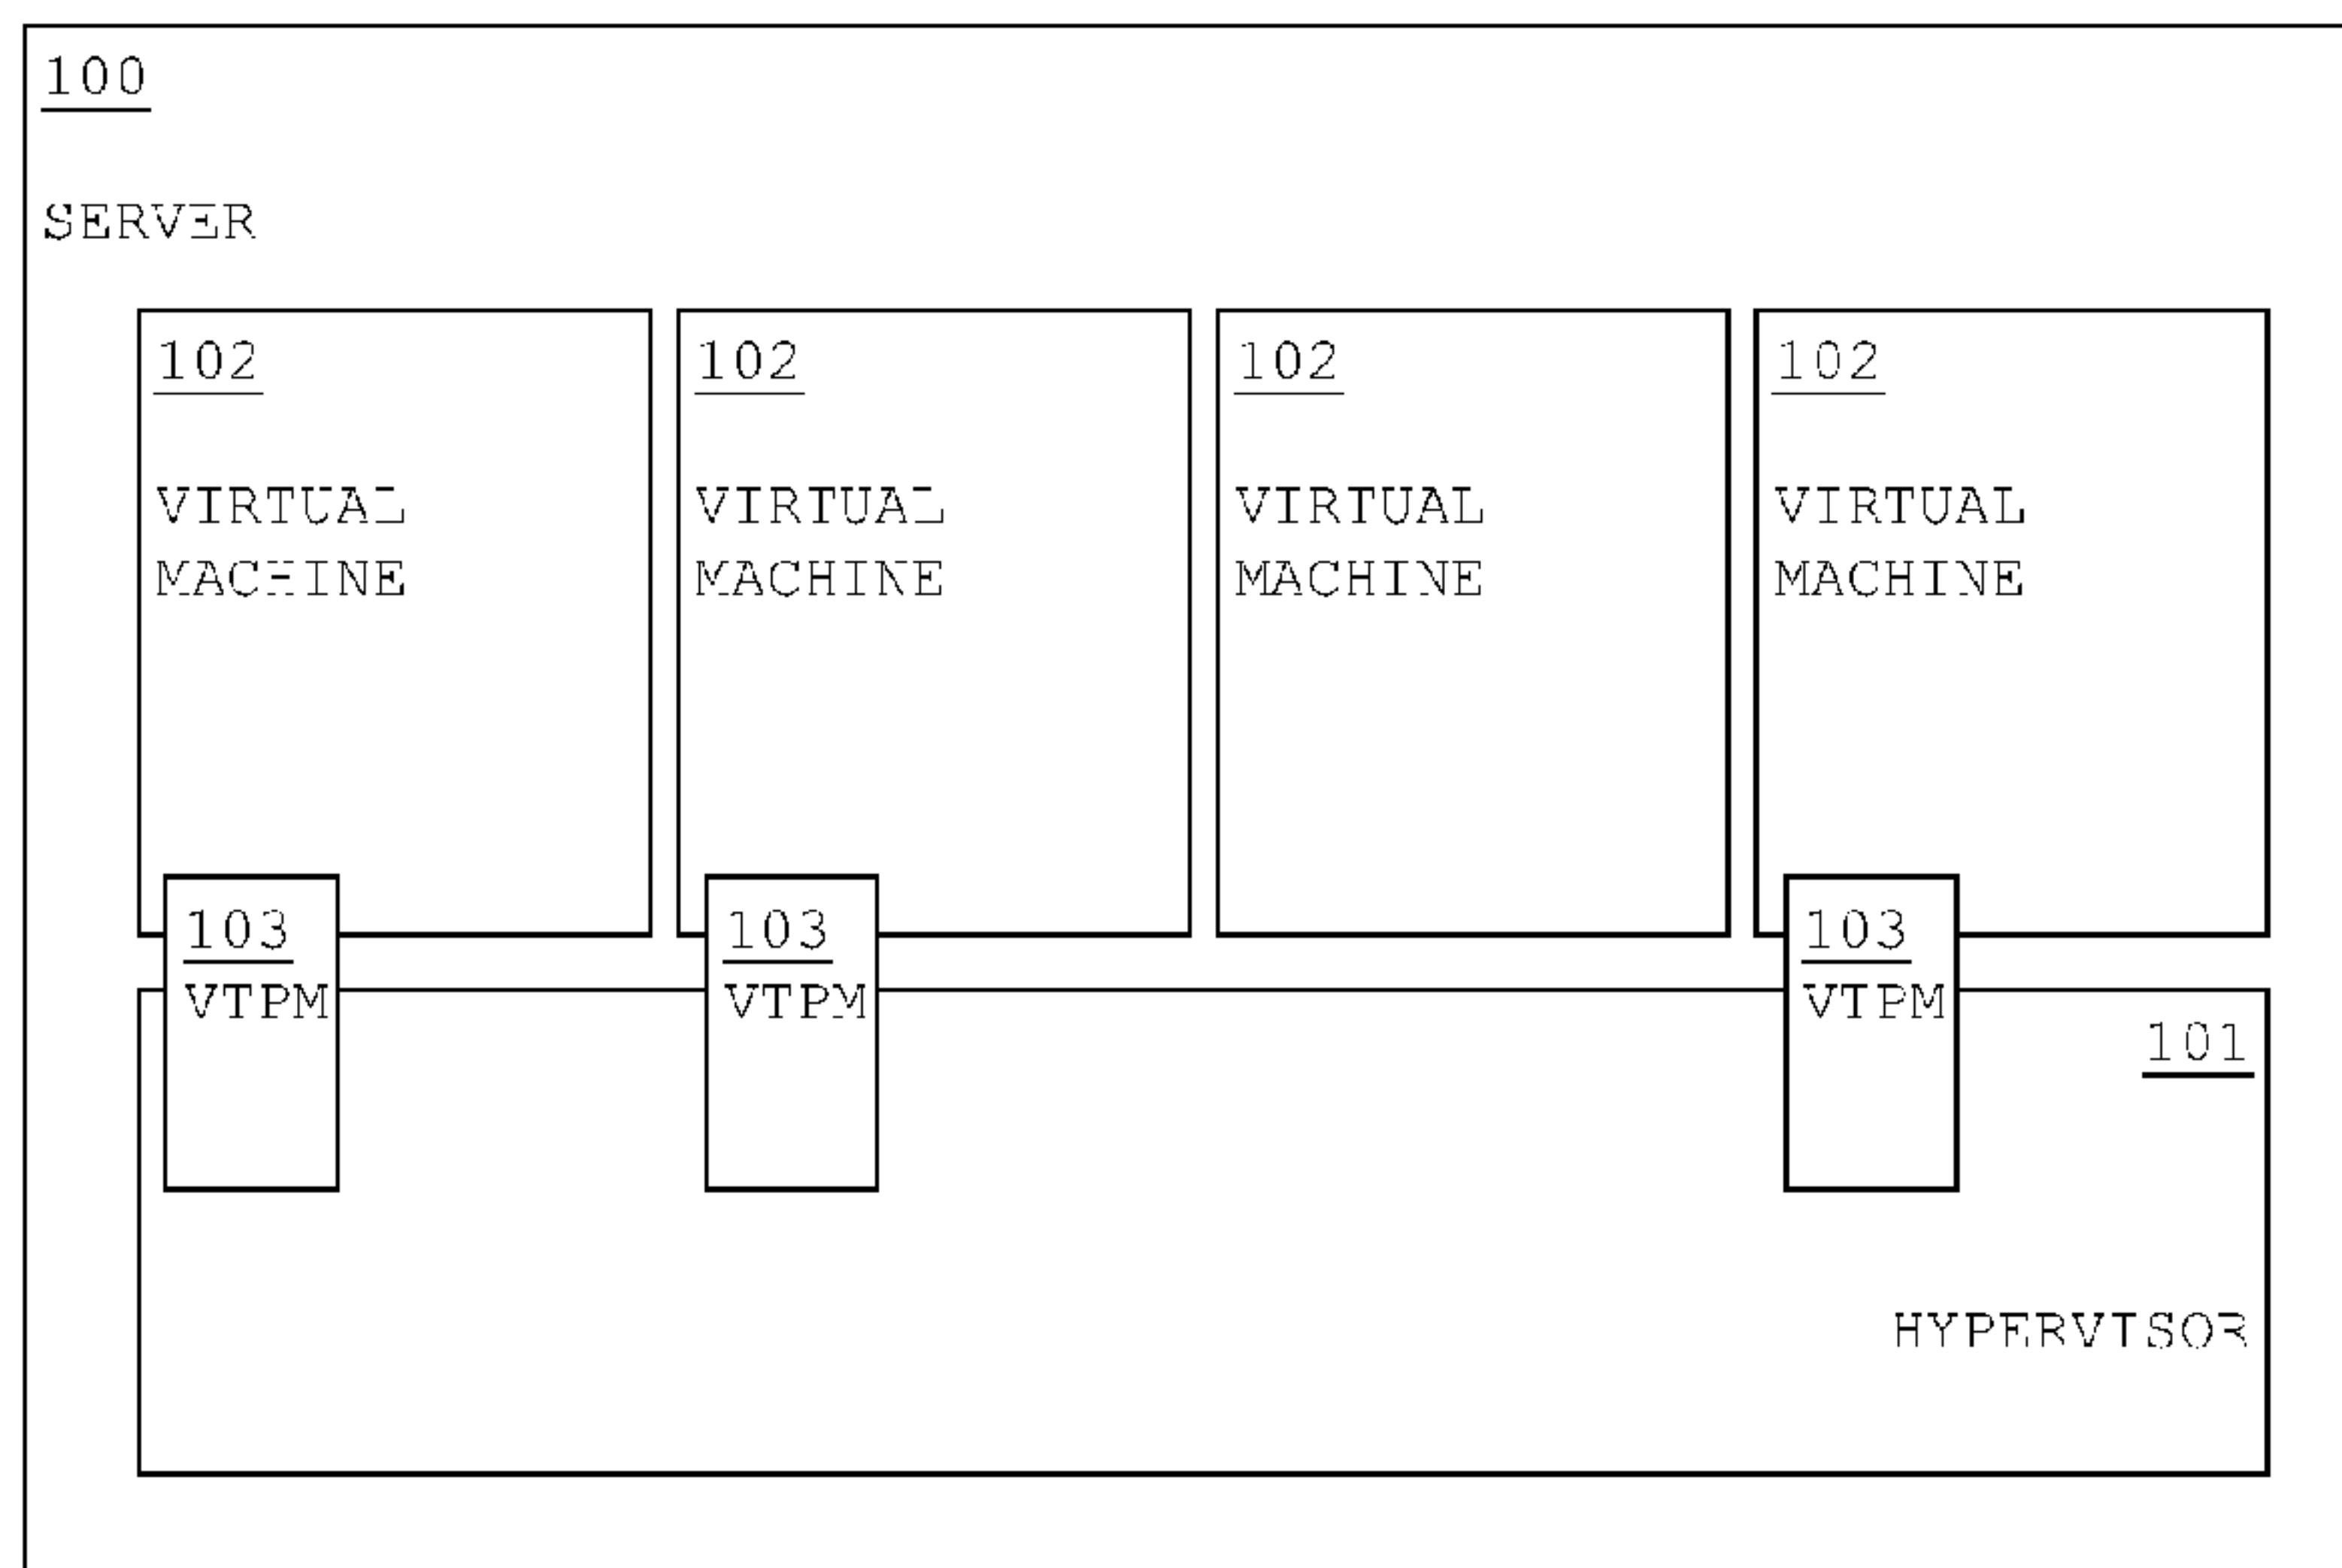 100
SERVER
102
VIRTUAL
MACHINE
102
VIRTUAL
MACHINE
102
VIRTUAL
MACHINE
102
VIRTUAL
MACHINE
103
VTPM
103
VTPM
103
VTPM
101
HYPERVISOR